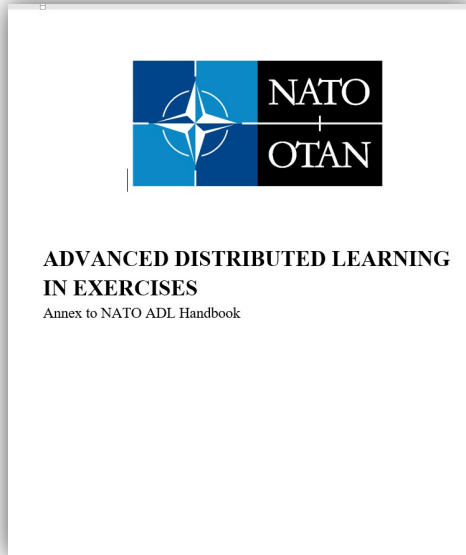 NATO
OTAN
ADVANCED DISTRIBUTED LEARNING
IN EXERCISES
Annex to NATO ADL Handbook